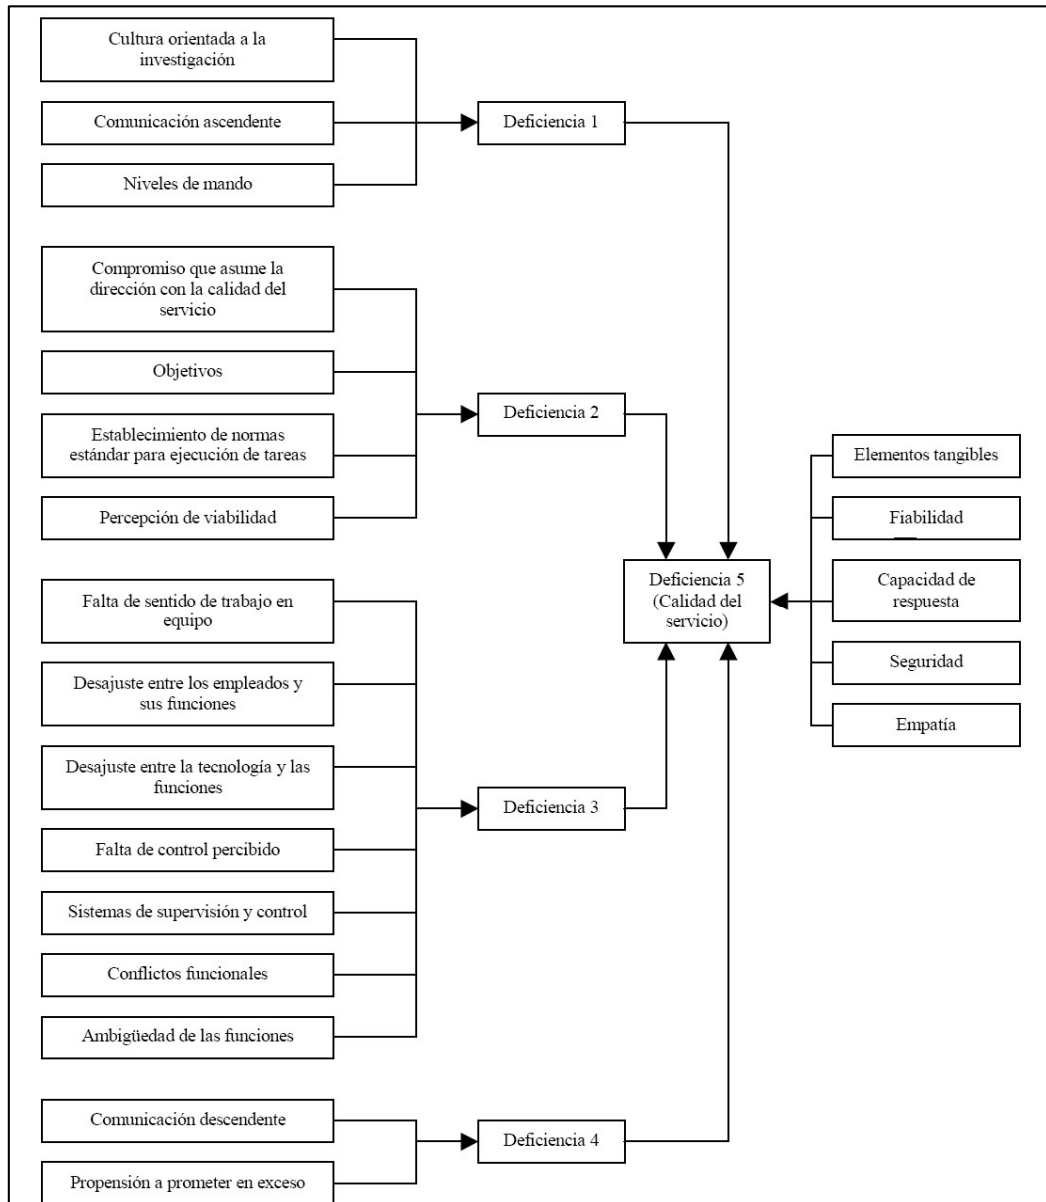 Cultura orientada a la
investigación
Comunicación ascendente
Deficiencia 1
Niveles de mando
Compromiso que asume la
dirección con la calidad del
servicio
Objetivos
Deficiencia 2
Establecimiento de normas
estándar para ejecución de tareas
Percepción de viabilidad
Elementos tangibles
Fiabilidad
Deficiencia 5
(Calidad del
servicio)
Capacidad de
respuesta
Seguridad
Empatía
Falta de sentido de trabajo en
equipo
Desajuste entre los empleados y
sus funciones
Desajuste entre la tecnología y las
funciones
Deficiencia 3
Falta de control percibido
Sistemas de supervisión y control
Conflictos funcionales
Ambigüedad de las funciones
Comunicación descendente
Deficiencia 4
Propensión a prometer en exceso